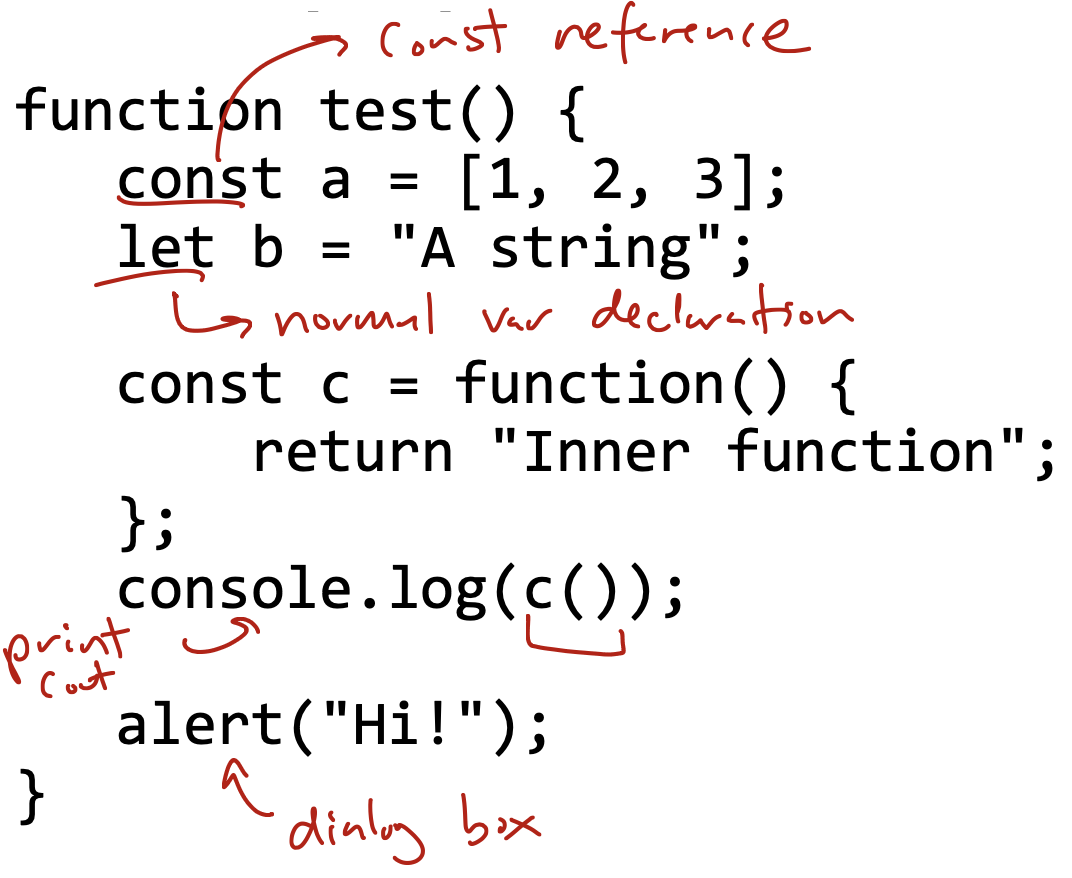 const reference
function test() {
const a = [1, 2, 3];
let b = "A string";
normal var declaration
const c = function() {
return "Inner function";
};
console.log(c());
print
cout
alert("Hi!");
}
dialog box